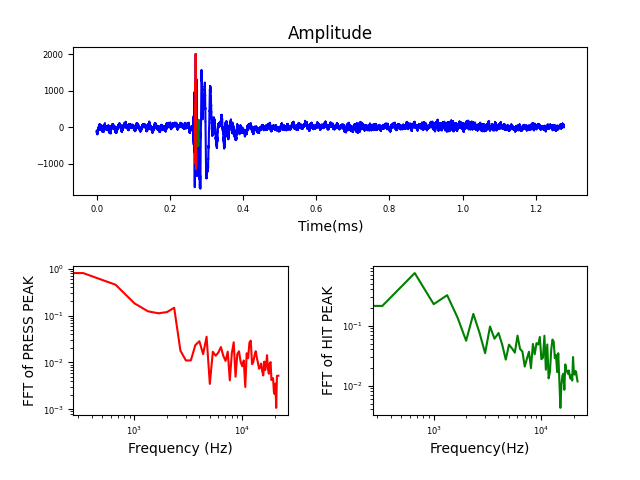 Amplitude
2000
1000
0
−1000
0.0 0.2 0.4 0.6 0.8 1.0 1.2
Time(ms)
FFT of PRESS PEAK
10⁰
10⁻¹
10⁻²
10⁻³
10³ 10⁴
Frequency (Hz)
FFT of HIT PEAK
10⁻¹
10⁻²
10³ 10⁴
Frequency(Hz)